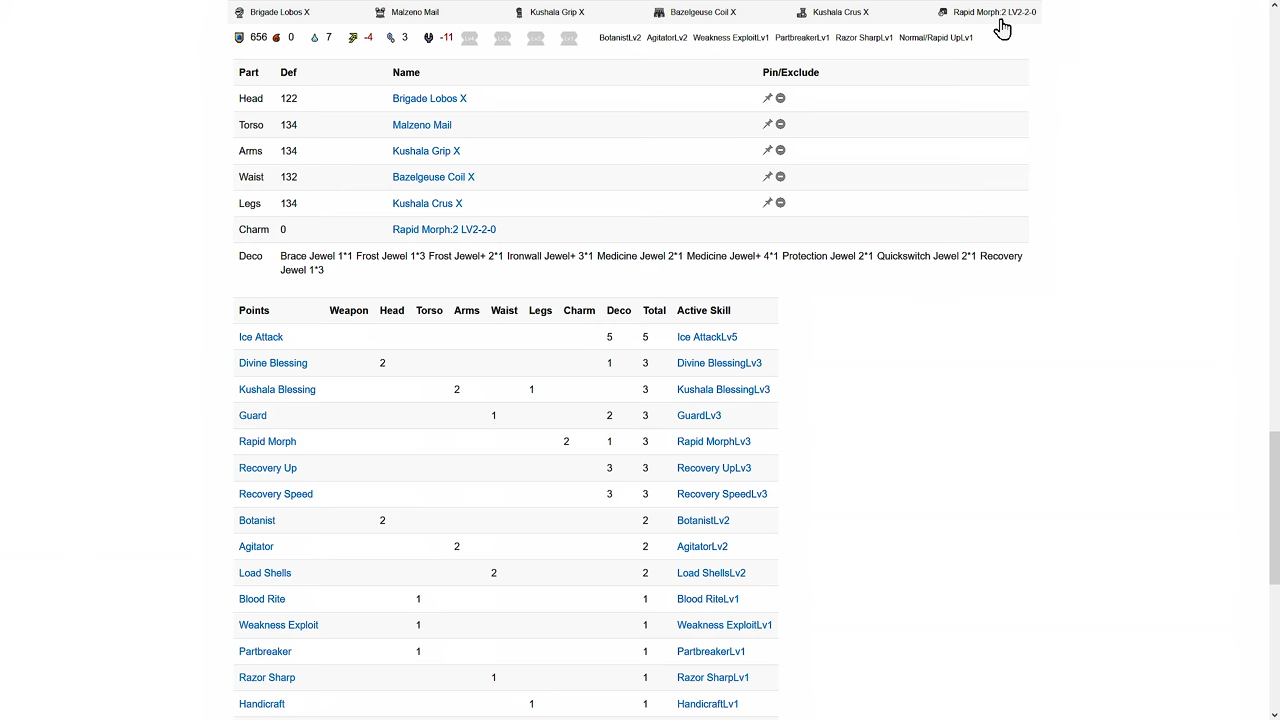 Brigade Lobos X Malzeno Mail Kushala Grip X Bazelgeuse Coil X Kushala Crus X Rapid Morph:2 LV2-2-0
656 0 7 -4 3 -11 BotanistLv2 AgitatorLv2 Weakness ExploitLv1 PartbreakerLv1 Razor SharpLv1 Normal/Rapid UpLv1
Part Def Name Pin/Exclude
Head 122 Brigade Lobos X
Torso 134 Malzeno Mail
Arms 134 Kushala Grip X
Waist 132 Bazelgeuse Coil X
Legs 134 Kushala Crus X
Charm 0 Rapid Morph:2 LV2-2-0
Deco Brace Jewel 1*1 Frost Jewel 1*3 Frost Jewel+ 2*1 Ironwall Jewel+ 3*1 Medicine Jewel 2*1 Medicine Jewel+ 4*1 Protection Jewel 2*1 Quickswitch Jewel 2*1 Recovery
Jewel 1*3
Points Weapon Head Torso Arms Waist Legs Charm Deco Total Active Skill
Ice Attack 5 5 Ice AttackLv5
Divine Blessing 2 1 3 Divine BlessingLv3
Kushala Blessing 2 1 3 Kushala BlessingLv3
Guard 1 2 3 GuardLv3
Rapid Morph 2 1 3 Rapid MorphLv3
Recovery Up 3 3 Recovery UpLv3
Recovery Speed 3 3 Recovery SpeedLv3
Botanist 2 2 BotanistLv2
Agitator 2 2 AgitatorLv2
Load Shells 2 2 Load ShellsLv2
Blood Rite 1 1 Blood RiteLv1
Weakness Exploit 1 1 Weakness ExploitLv1
Partbreaker 1 1 PartbreakerLv1
Razor Sharp 1 1 Razor SharpLv1
Handicraft 1 1 HandicraftLv1